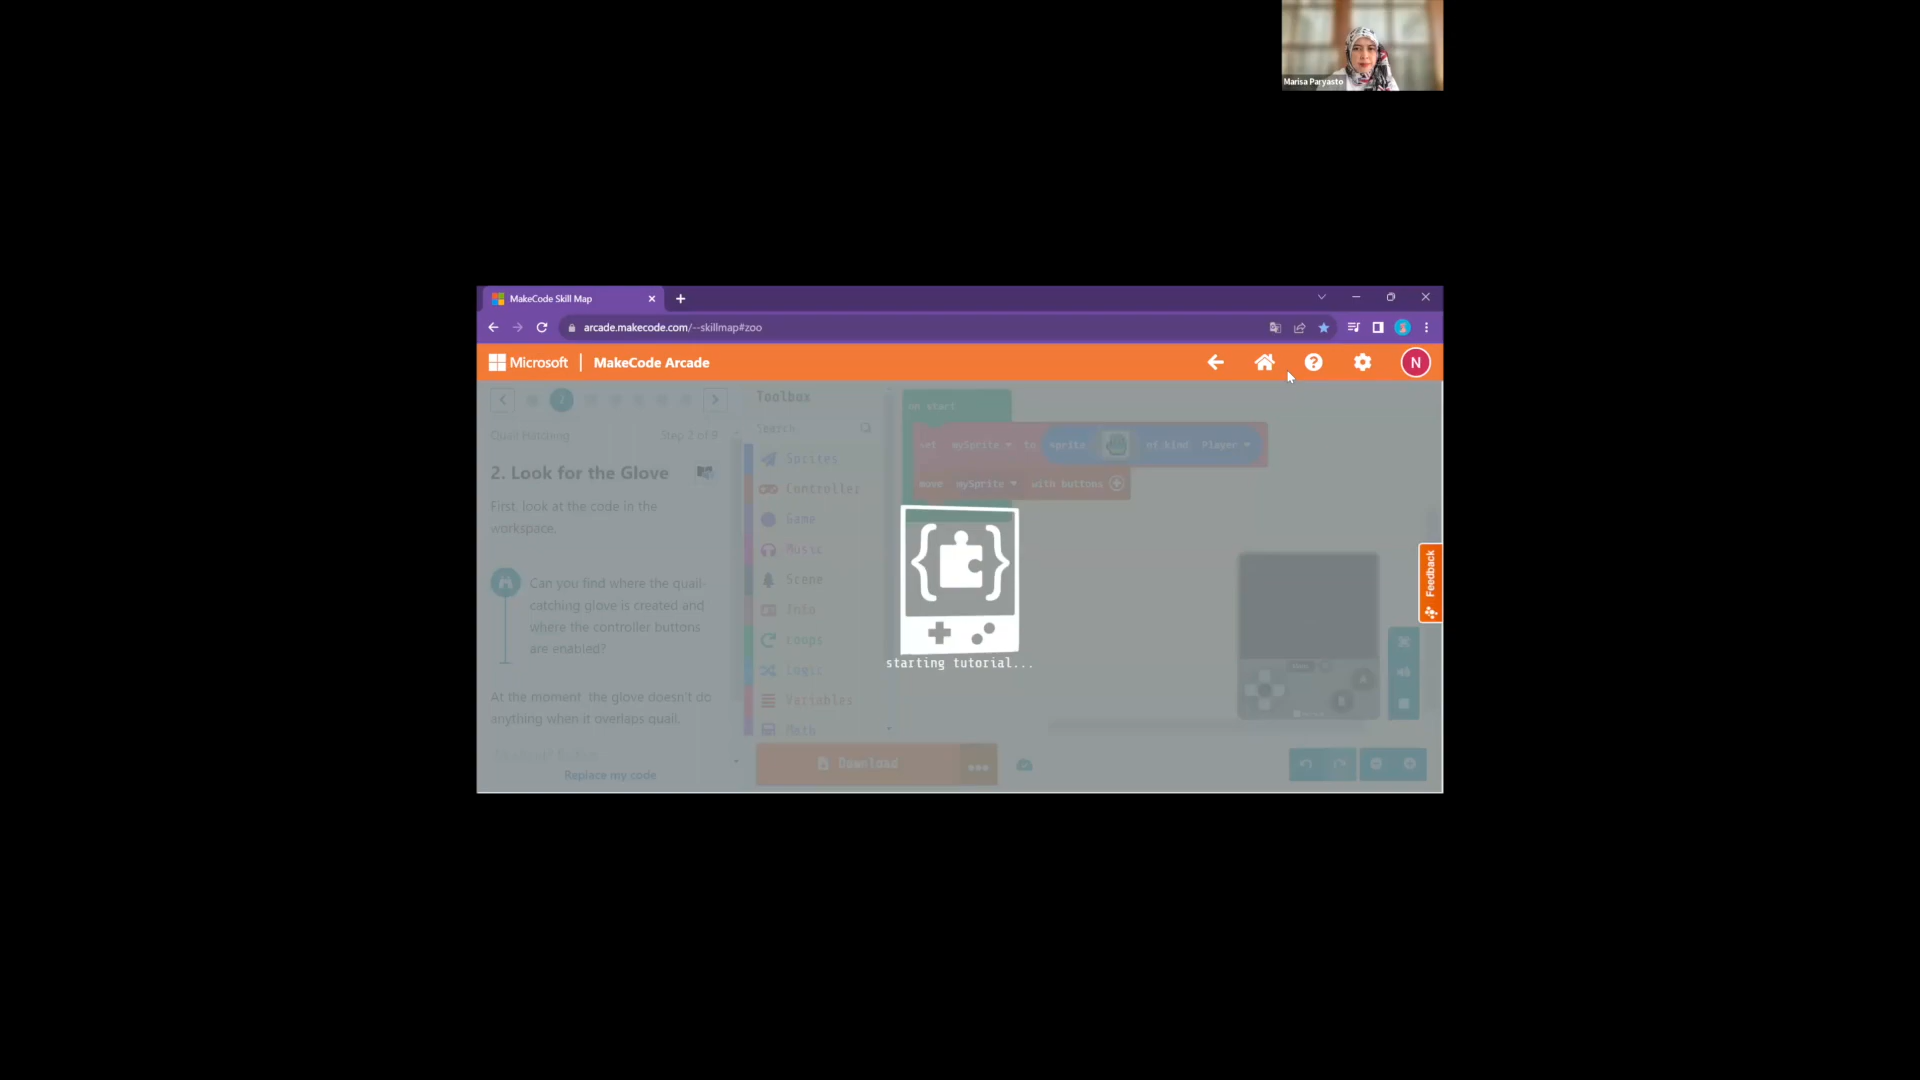 Marisa Paryasto
MakeCode Skill Map
arcade.makecode.com/--skillmap#zoo
Microsoft | MakeCode Arcade
N
2
Quail Hatching
Step 2 of 9
2. Look for the Glove
First, look at the code in the
workspace.
Can you find where the quail-
catching glove is created and
where the controller buttons
are enabled?
At the moment the glove doesn't do
anything when it overlaps quail.
Replace my code
Toolbox
Search
Sprites
Controller
Game
Music
Scene
Info
Loops
Logic
Variables
Math
Download
on start
set mySprite to sprite of kind Player
move mySprite with buttons
starting tutorial...
A
B
Feedback